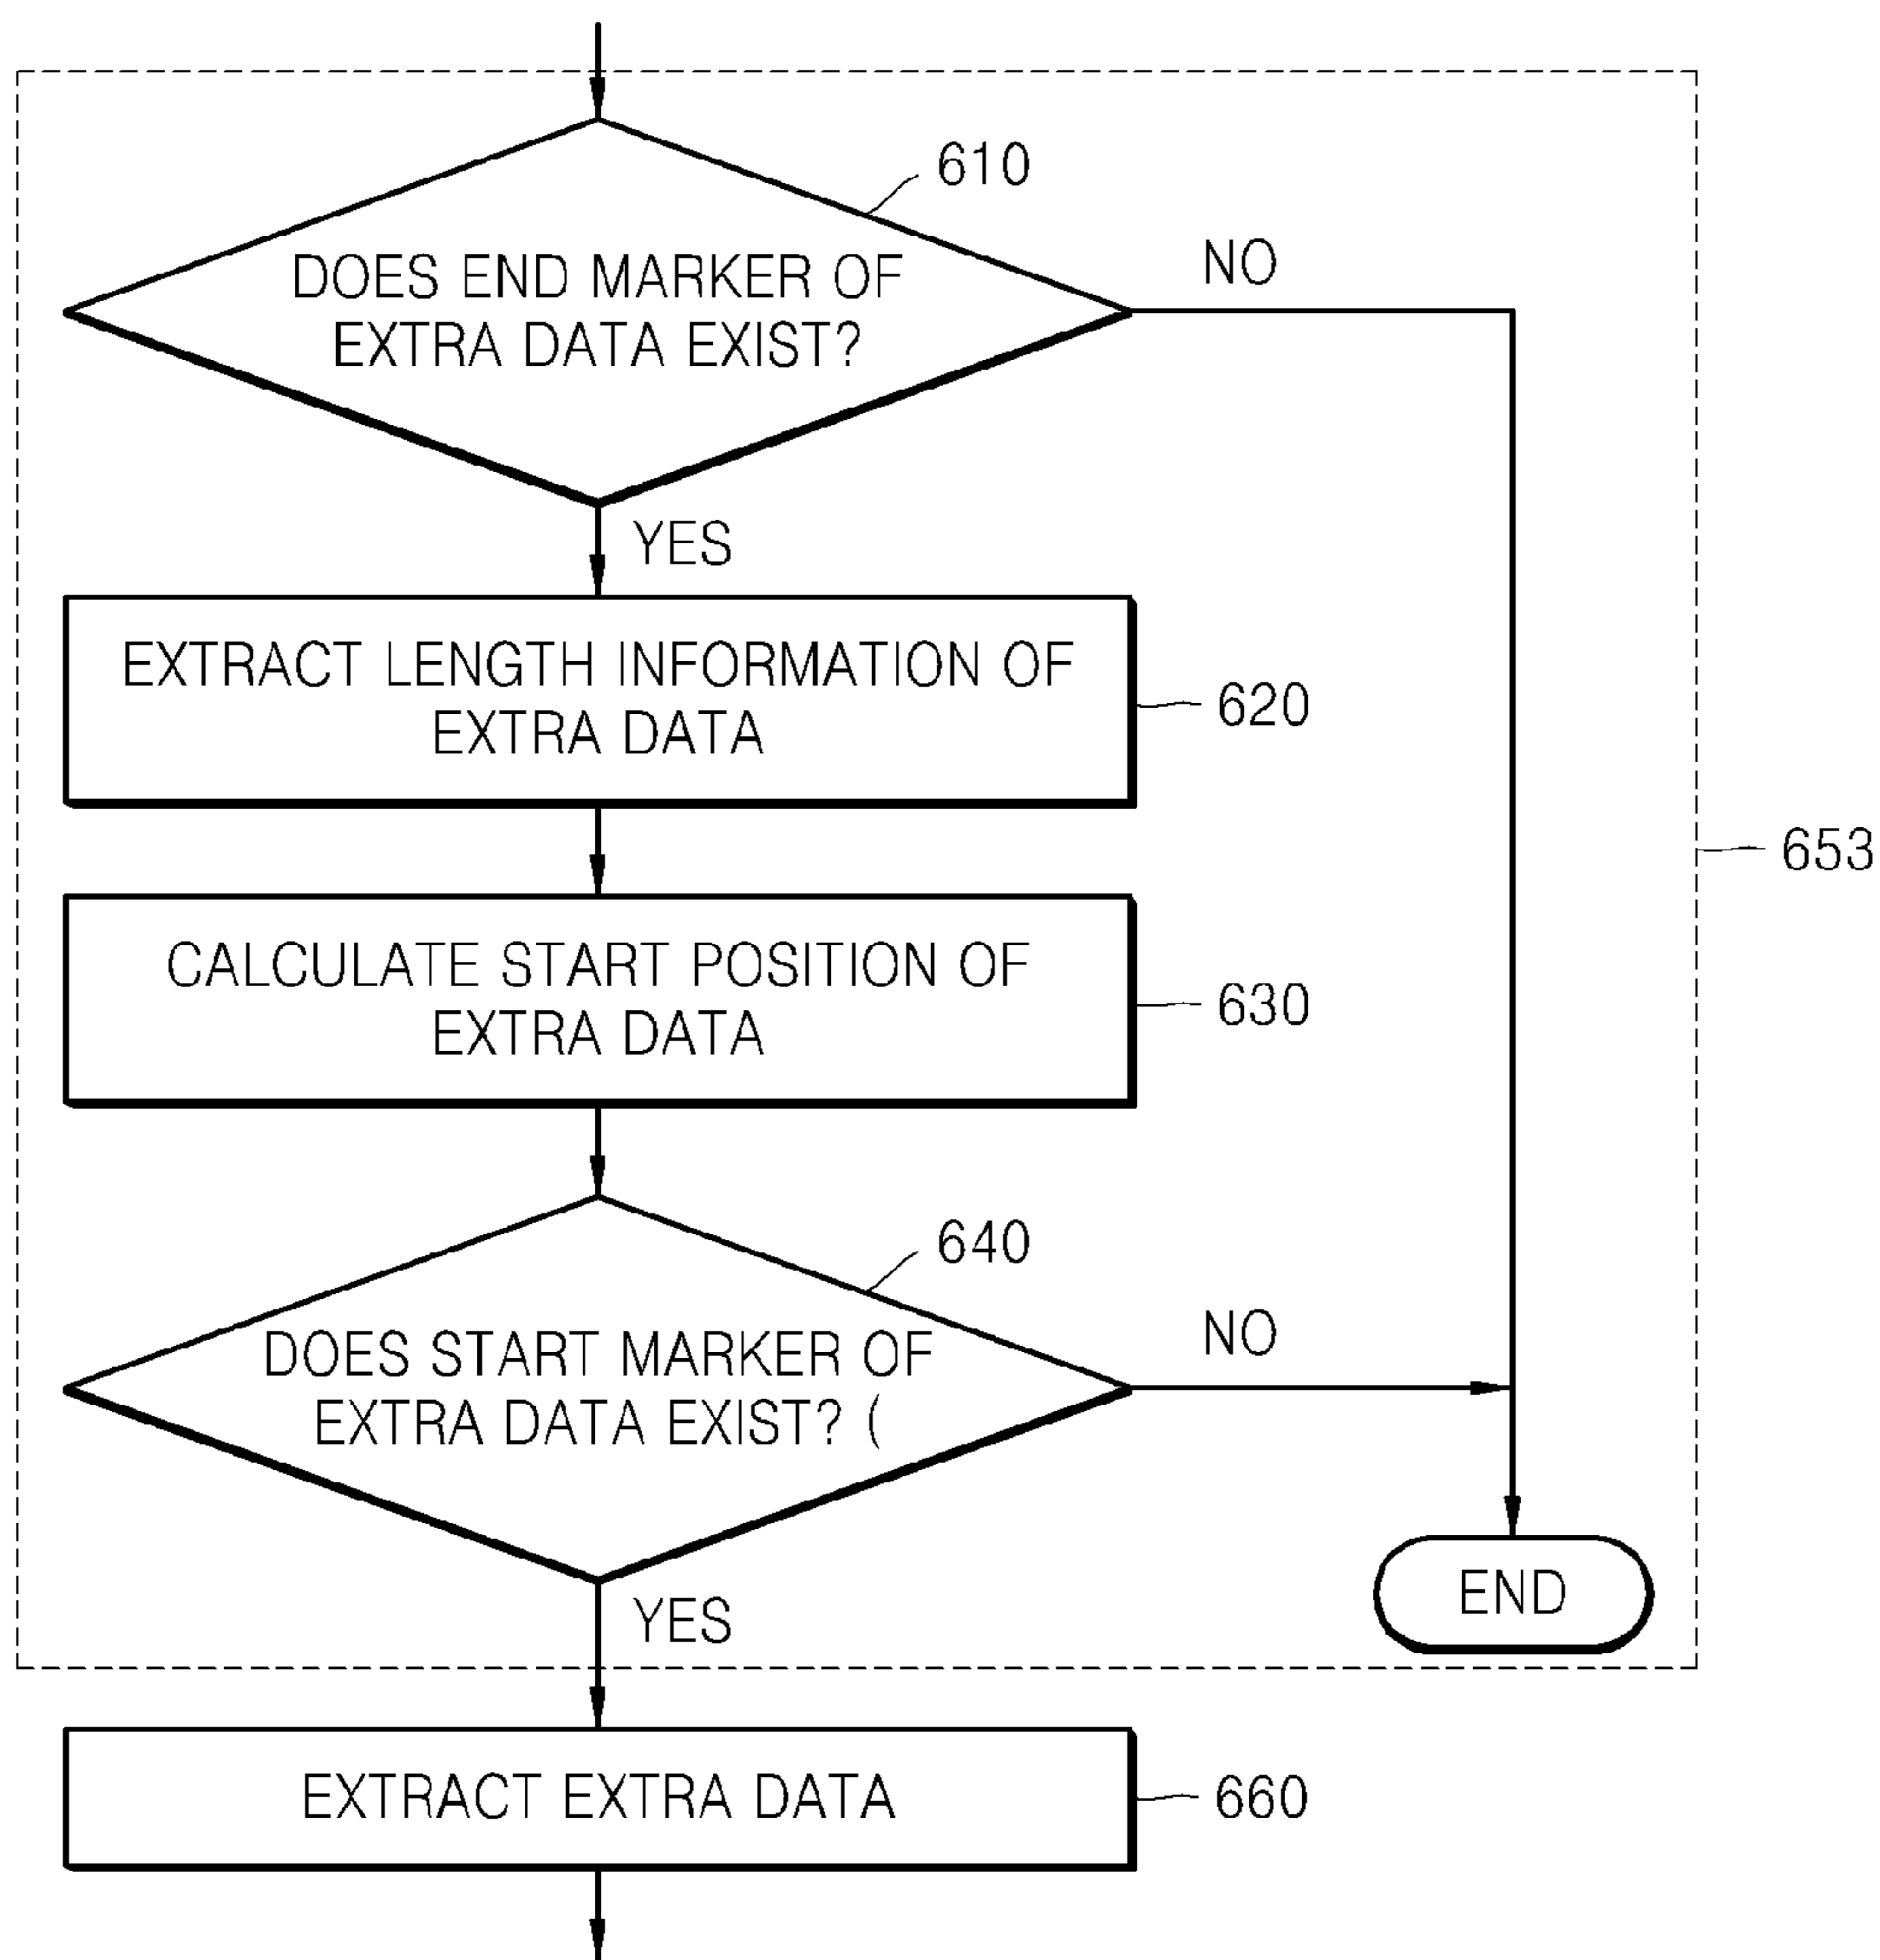 610
DOES END MARKER OF
EXTRA DATA EXIST?
NO
YES
EXTRACT LENGTH INFORMATION OF
EXTRA DATA
620
653
CALCULATE START POSITION OF
EXTRA DATA
630
640
DOES START MARKER OF
EXTRA DATA EXIST? (
NO
YES
END
EXTRACT EXTRA DATA
660